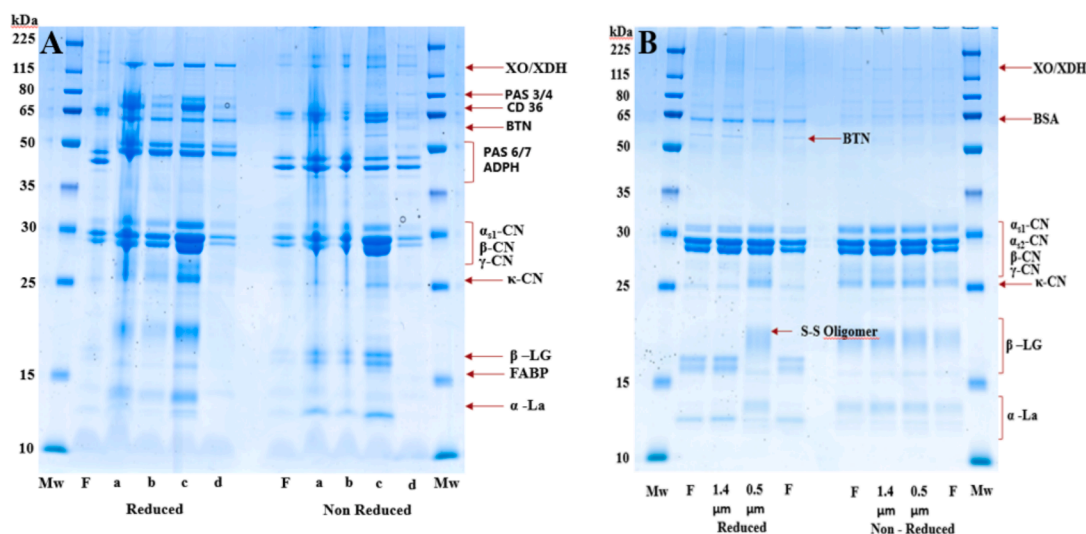 A
kDa
225
115
80
65
50
35
30
25
15
10
XO/XDH
PAS 3/4
CD 36
BTN
PAS 6/7
ADPH
αs1-CN
β-CN
γ-CN
κ-CN
β –LG
FABP
α -La
Mw F a b c d F a b c d Mw
Reduced Non Reduced
B
kDa
225
115
80
65
50
35
30
25
15
10
XO/XDH
BSA
BTN
αs1-CN
αs2-CN
β-CN
γ-CN
κ-CN
S-S Oligomer
β –LG
α -La
Mw F 1.4 0.5 F F 1.4 0.5 F Mw
μm μm μm μm
Reduced Non - Reduced